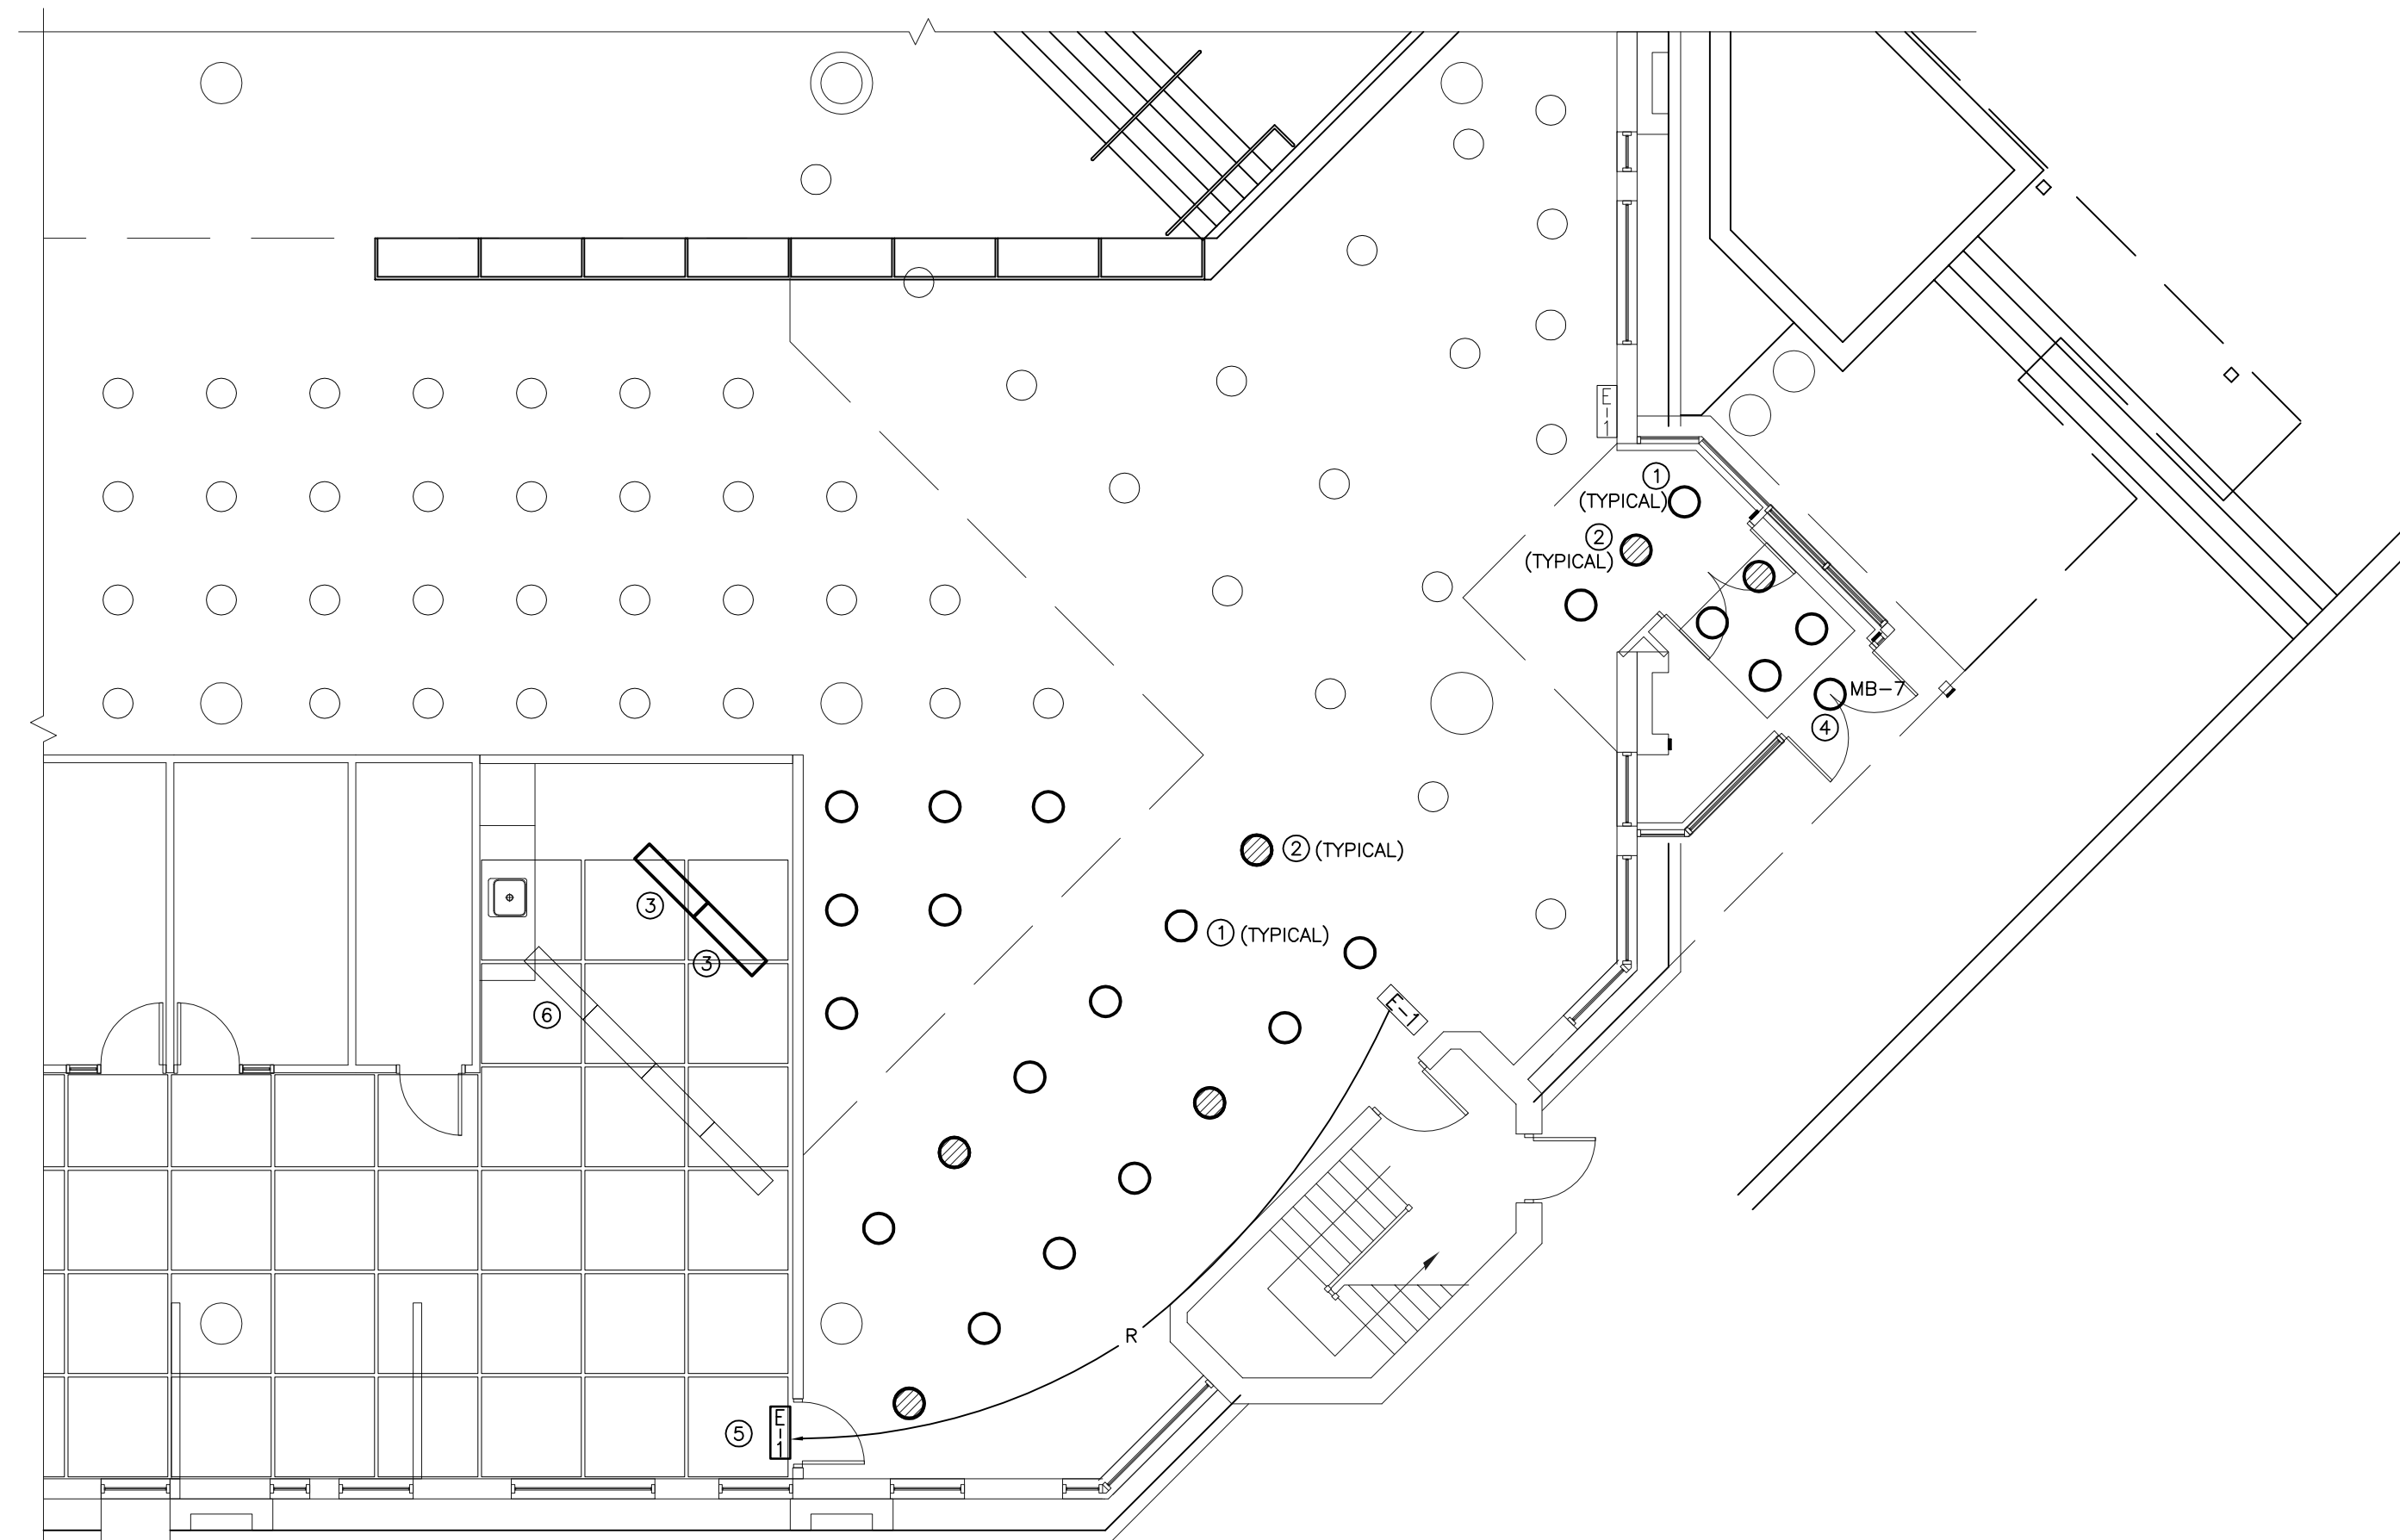 E-1
1
(TYPICAL)
2
(TYPICAL)
MB-7
4
2 (TYPICAL)
3
1 (TYPICAL)
3
E-1
6
R
5
E-1